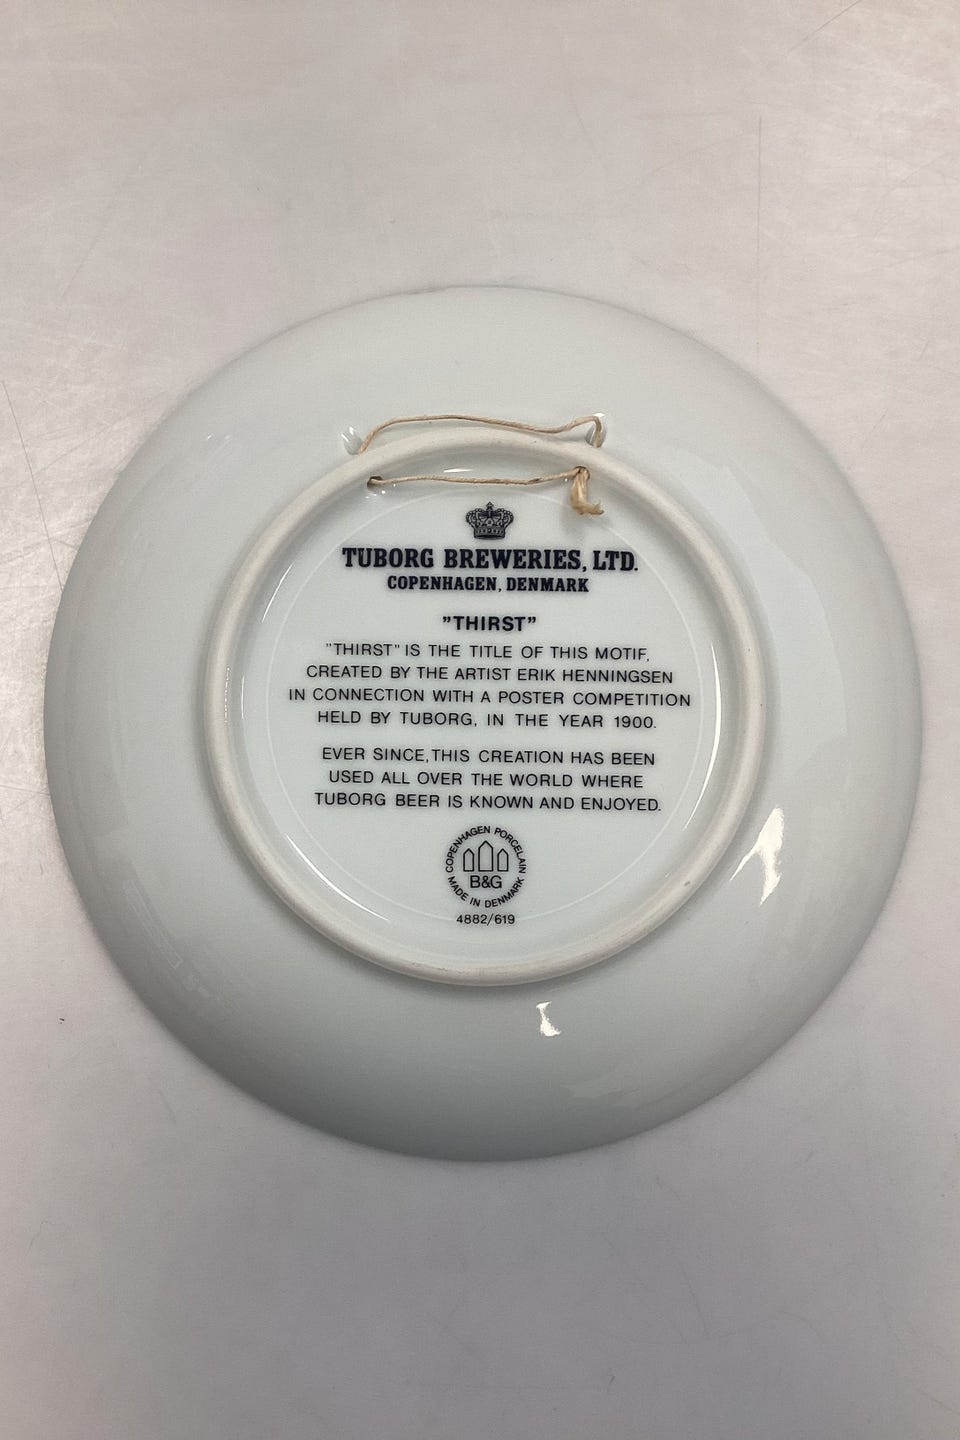 TUBORG BREWERIES, LTD.
COPENHAGEN, DENMARK
"THIRST"
"THIRST" IS THE TITLE OF THIS MOTIF,
CREATED BY THE ARTIST ERIK HENNINGSEN
IN CONNECTION WITH A POSTER COMPETITION
HELD BY TUBORG, IN THE YEAR 1900.
EVER SINCE, THIS CREATION HAS BEEN
USED ALL OVER THE WORLD WHERE
TUBORG BEER IS KNOWN AND ENJOYED.
COPENHAGEN PORCELAIN
B&G
MADE IN DENMARK
4882/619